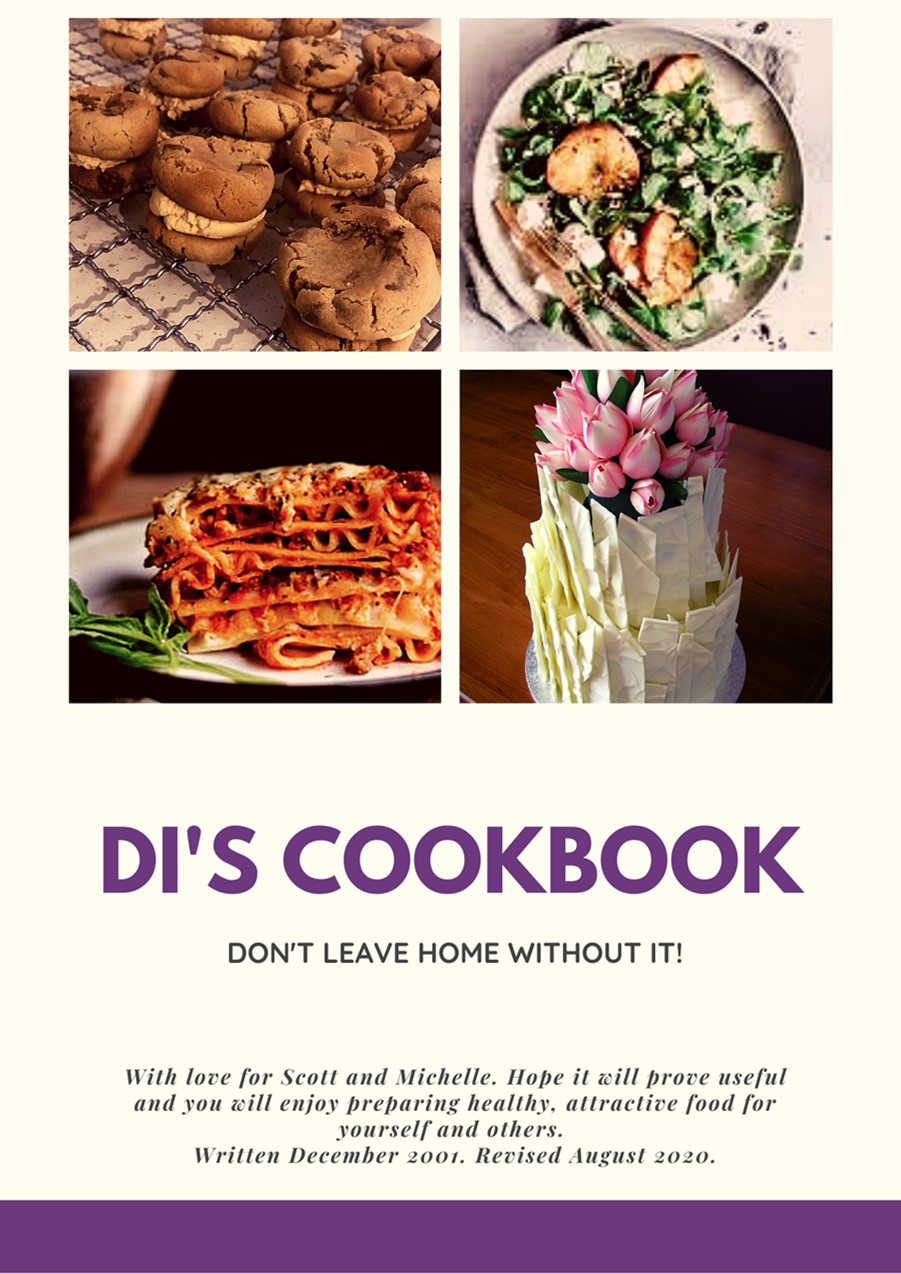 DI'S COOKBOOK
DON'T LEAVE HOME WITHOUT IT!
With love for Scott and Michelle. Hope it will prove useful
and you will enjoy preparing healthy, attractive food for
yourself and others.
Written December 2001. Revised August 2020.